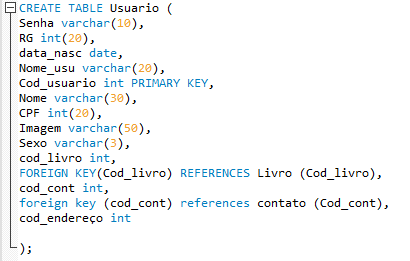 CREATE TABLE Usuario (
Senha varchar(10),
RG int(20),
data_nasc date,
Nome_usu varchar(20),
Cod_usuario int PRIMARY KEY,
Nome varchar(30),
CPF int(20),
Imagem varchar(50),
Sexo varchar(3),
cod_livro int,
FOREIGN KEY(Cod_livro) REFERENCES Livro (Cod_livro),
cod_cont int,
foreign key (cod_cont) references contato (Cod_cont),
cod_endereço int
);